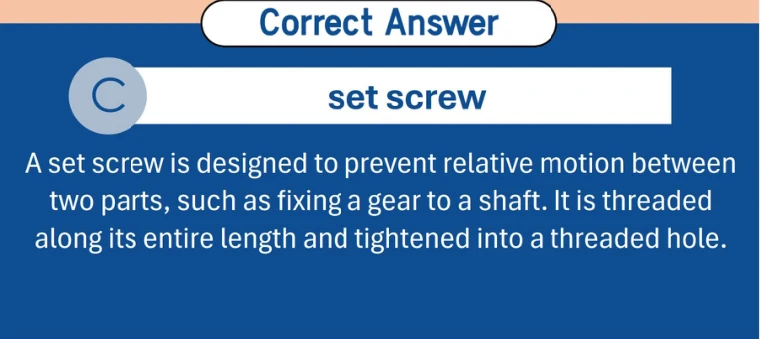 Correct Answer
C
set screw
A set screw is designed to prevent relative motion between
two parts, such as fixing a gear to a shaft. It is threaded
along its entire length and tightened into a threaded hole.